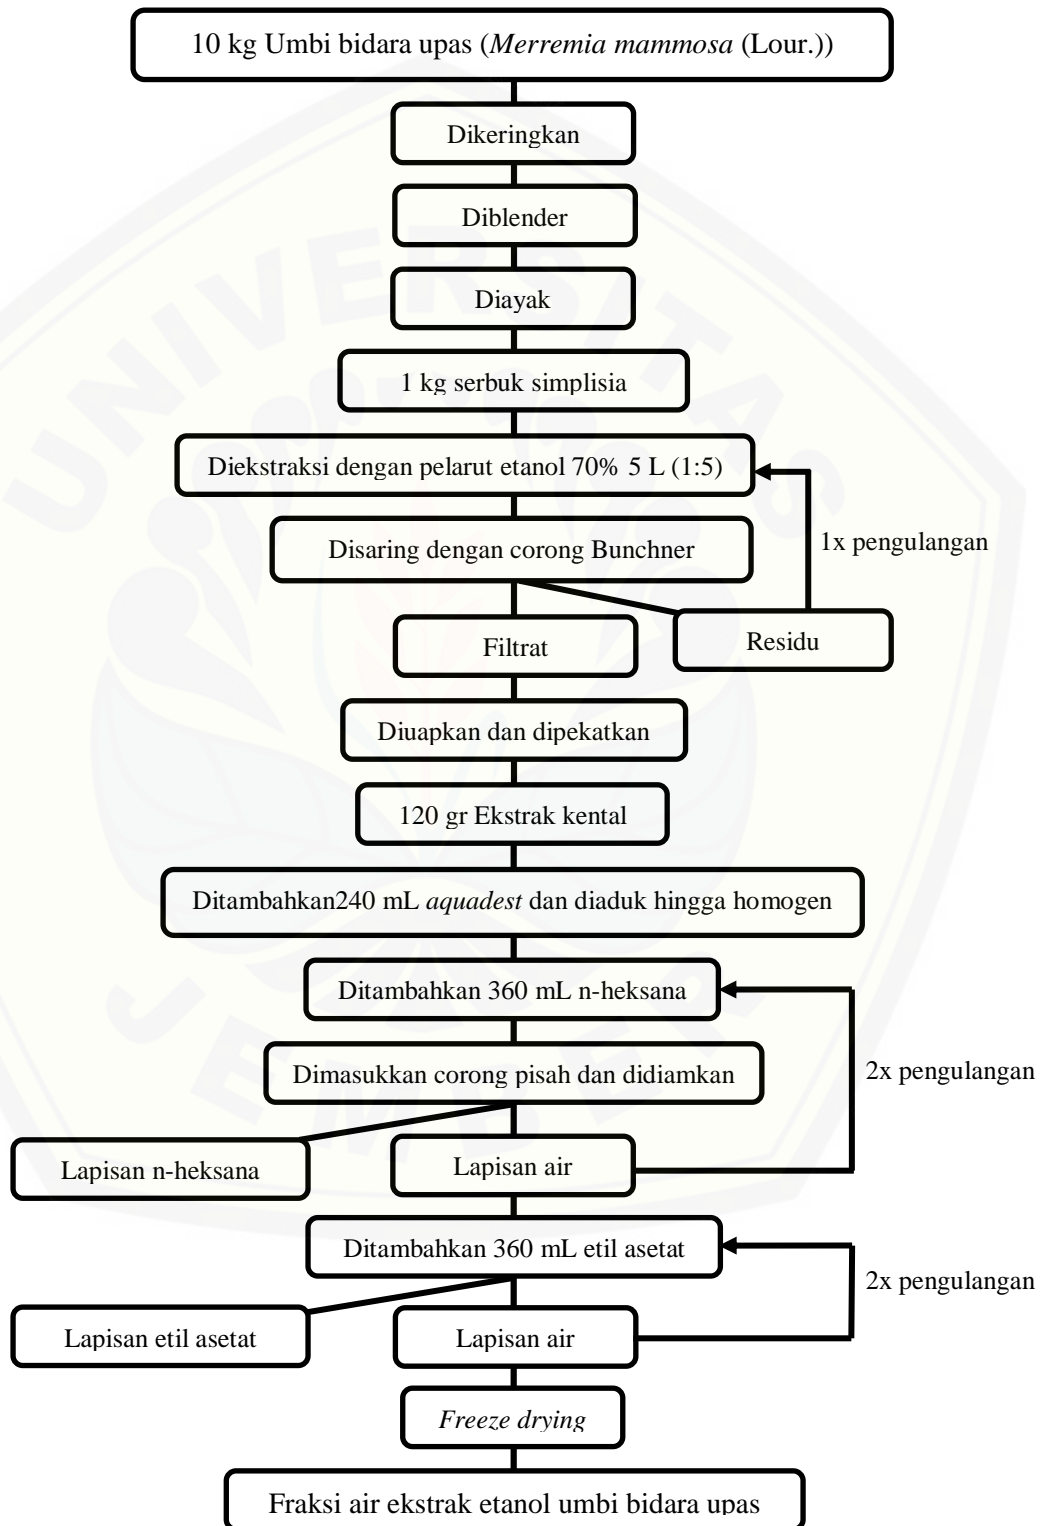 10 kg Umbi bidara upas (Merremia mammosa (Lour.))
Dikeringkan
Diblender
Diayak
1 kg serbuk simplisia
Diekstraksi dengan pelarut etanol 70% 5 L (1:5)
Disaring dengan corong Bunchner
1x pengulangan
Filtrat
Residu
Diuapkan dan dipekatkan
120 gr Ekstrak kental
Ditambahkan240 mL aquadest dan diaduk hingga homogen
Ditambahkan 360 mL n-heksana
Dimasukkan corong pisah dan didiamkan
2x pengulangan
Lapisan n-heksana
Lapisan air
Ditambahkan 360 mL etil asetat
2x pengulangan
Lapisan etil asetat
Lapisan air
Freeze drying
Fraksi air ekstrak etanol umbi bidara upas
UNIVERSITAS
JEMBER